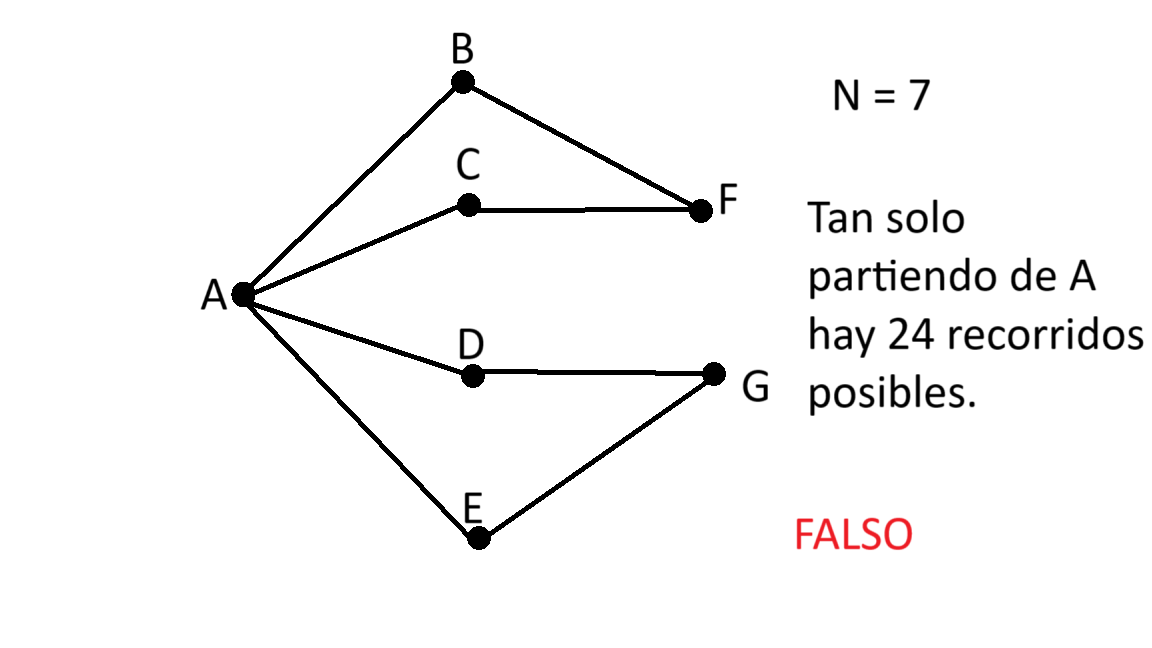 B
N = 7
C
F
Tan solo
partiendo de A
hay 24 recorridos
posibles.
A
D
G
E
FALSO